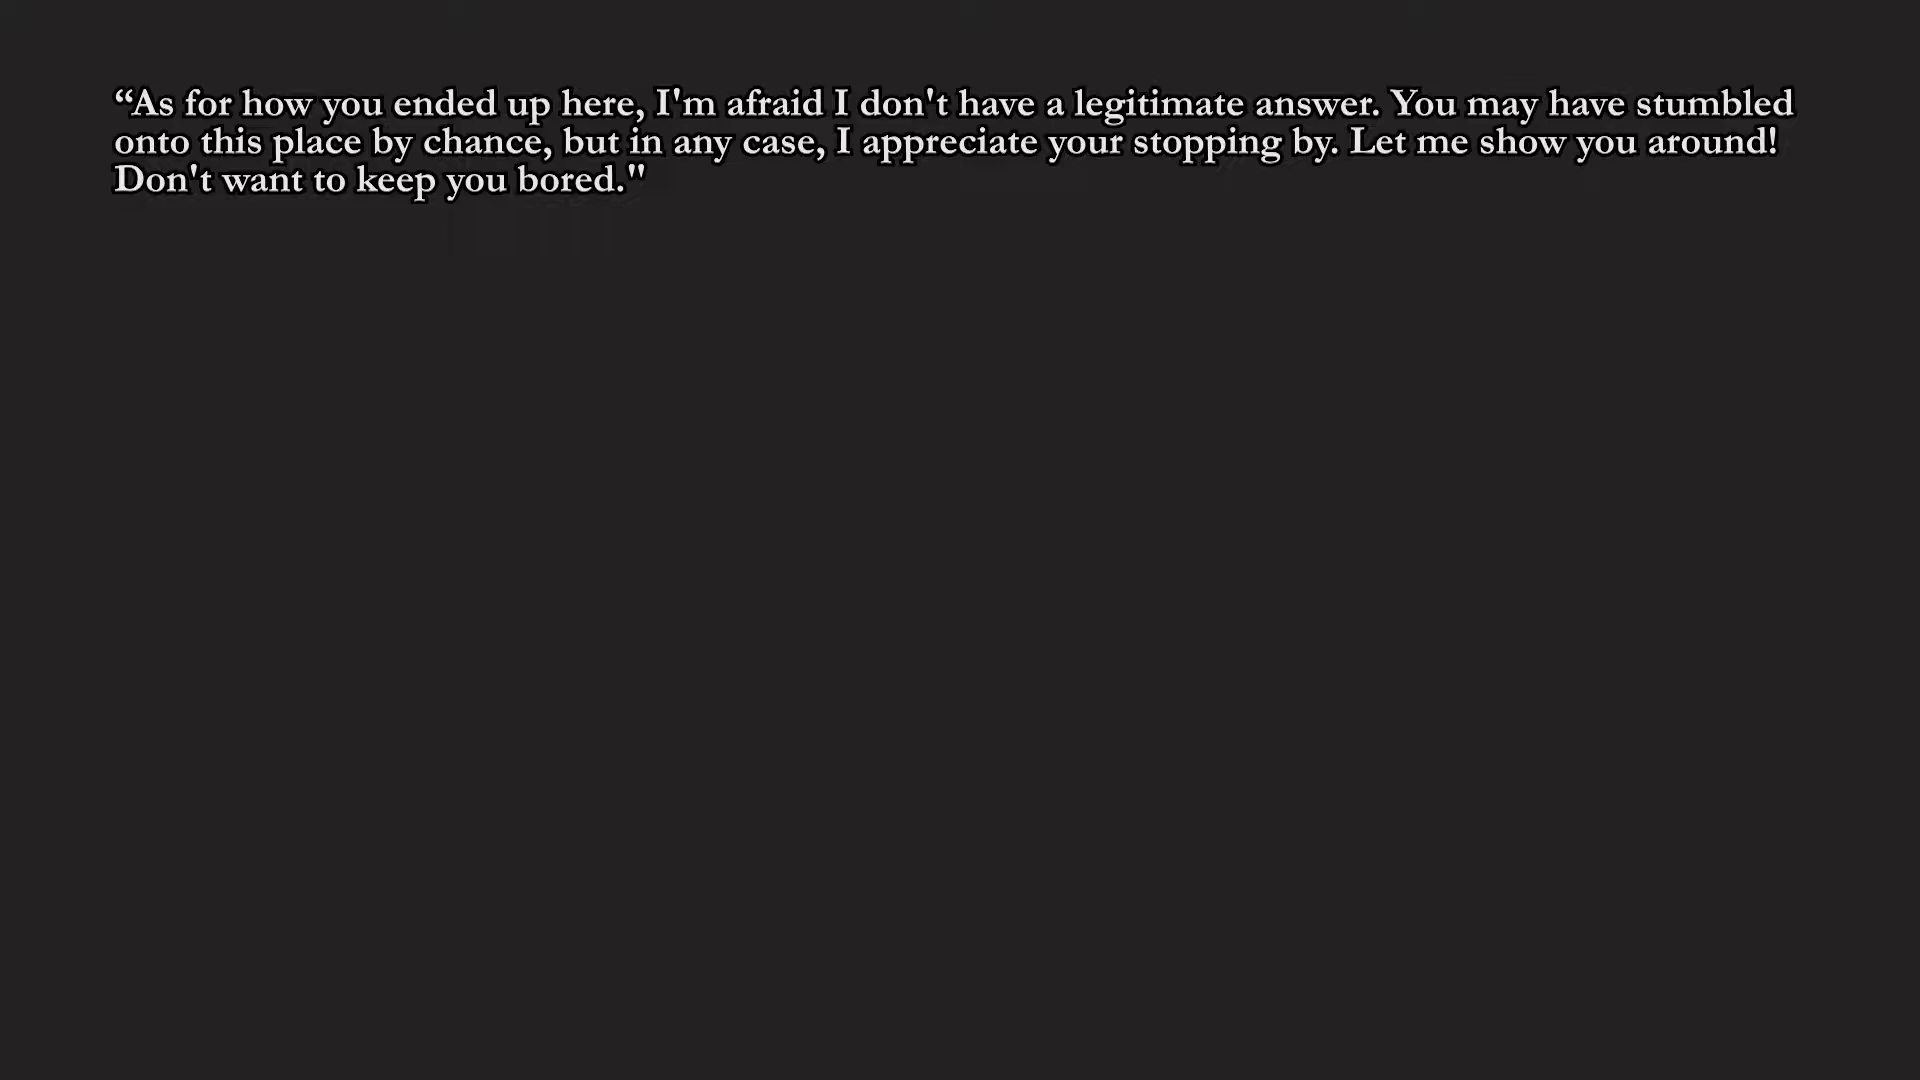 “As for how you ended up here, I'm afraid I don't have a legitimate answer. You may have stumbled
onto this place by chance, but in any case, I appreciate your stopping by. Let me show you around!
Don't want to keep you bored."